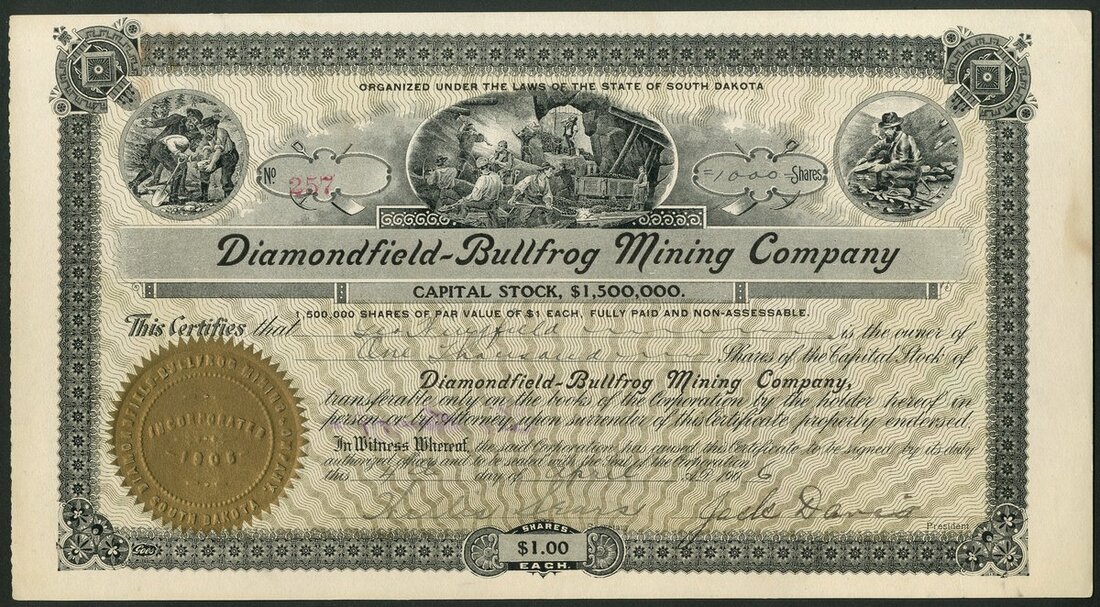 ORGANIZED UNDER THE LAWS OF THE STATE OF SOUTH DAKOTA
No 257
=1000= Shares
Diamondfield-Bullfrog Mining Company
CAPITAL STOCK, $1,500,000.
1,500,000 SHARES OF PAR VALUE OF $1 EACH, FULLY PAID AND NON-ASSESSABLE.
This Certifies that is the owner of
One Thousand Shares of the Capital Stock of
Diamondfield-Bullfrog Mining Company,
transferable only on the books of the Corporation by the holder hereof in
person or by Attorney, upon surrender of this Certificate properly endorsed.
In Witness Whereof, the said Corporation has caused this Certificate to be signed by its duly
authorized officers and to be sealed with the Seal of the Corporation
this day of April A.D. 1906
Jack Davis
President
DIAMONDFIELD-BULLFROG MINING COMPANY
INCORPORATED
SOUTH DAKOTA
SHARES
$1.00
EACH.